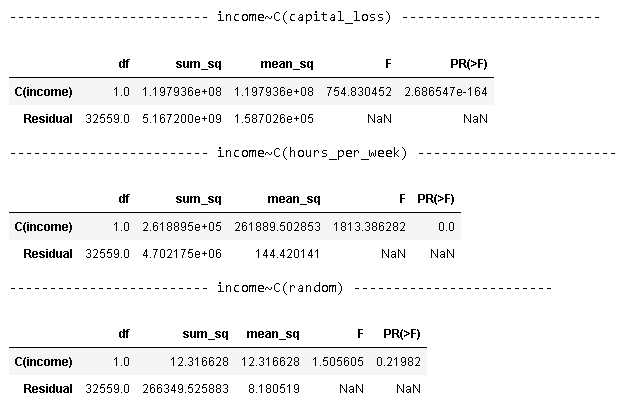 ------------------------- income~C(capital_loss) -------------------------
df sum_sq mean_sq F PR(>F)
C(income) 1.0 1.197936e+08 1.197936e+08 754.830452 2.686547e-164
Residual 32559.0 5.167200e+09 1.587026e+05 NaN NaN
------------------------- income~C(hours_per_week) -------------------------
df sum_sq mean_sq F PR(>F)
C(income) 1.0 2.618895e+05 261889.502853 1813.386282 0.0
Residual 32559.0 4.702175e+06 144.420141 NaN NaN
------------------------- income~C(random) -------------------------
df sum_sq mean_sq F PR(>F)
C(income) 1.0 12.316628 12.316628 1.505605 0.21982
Residual 32559.0 266349.525883 8.180519 NaN NaN